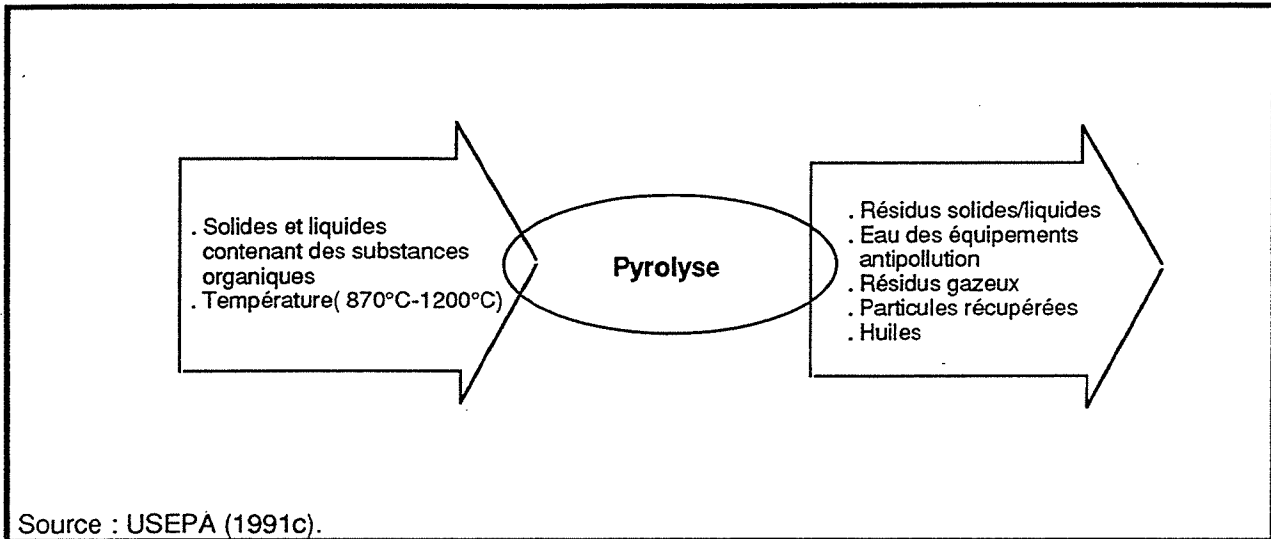 . Solides et liquides
contenant des substances
organiques
. Température( 870°C-1200°C)
Pyrolyse
. Résidus solides/liquides
. Eau des équipements
antipollution
. Résidus gazeux
. Particules récupérées
. Huiles
Source : USEPA (1991c).